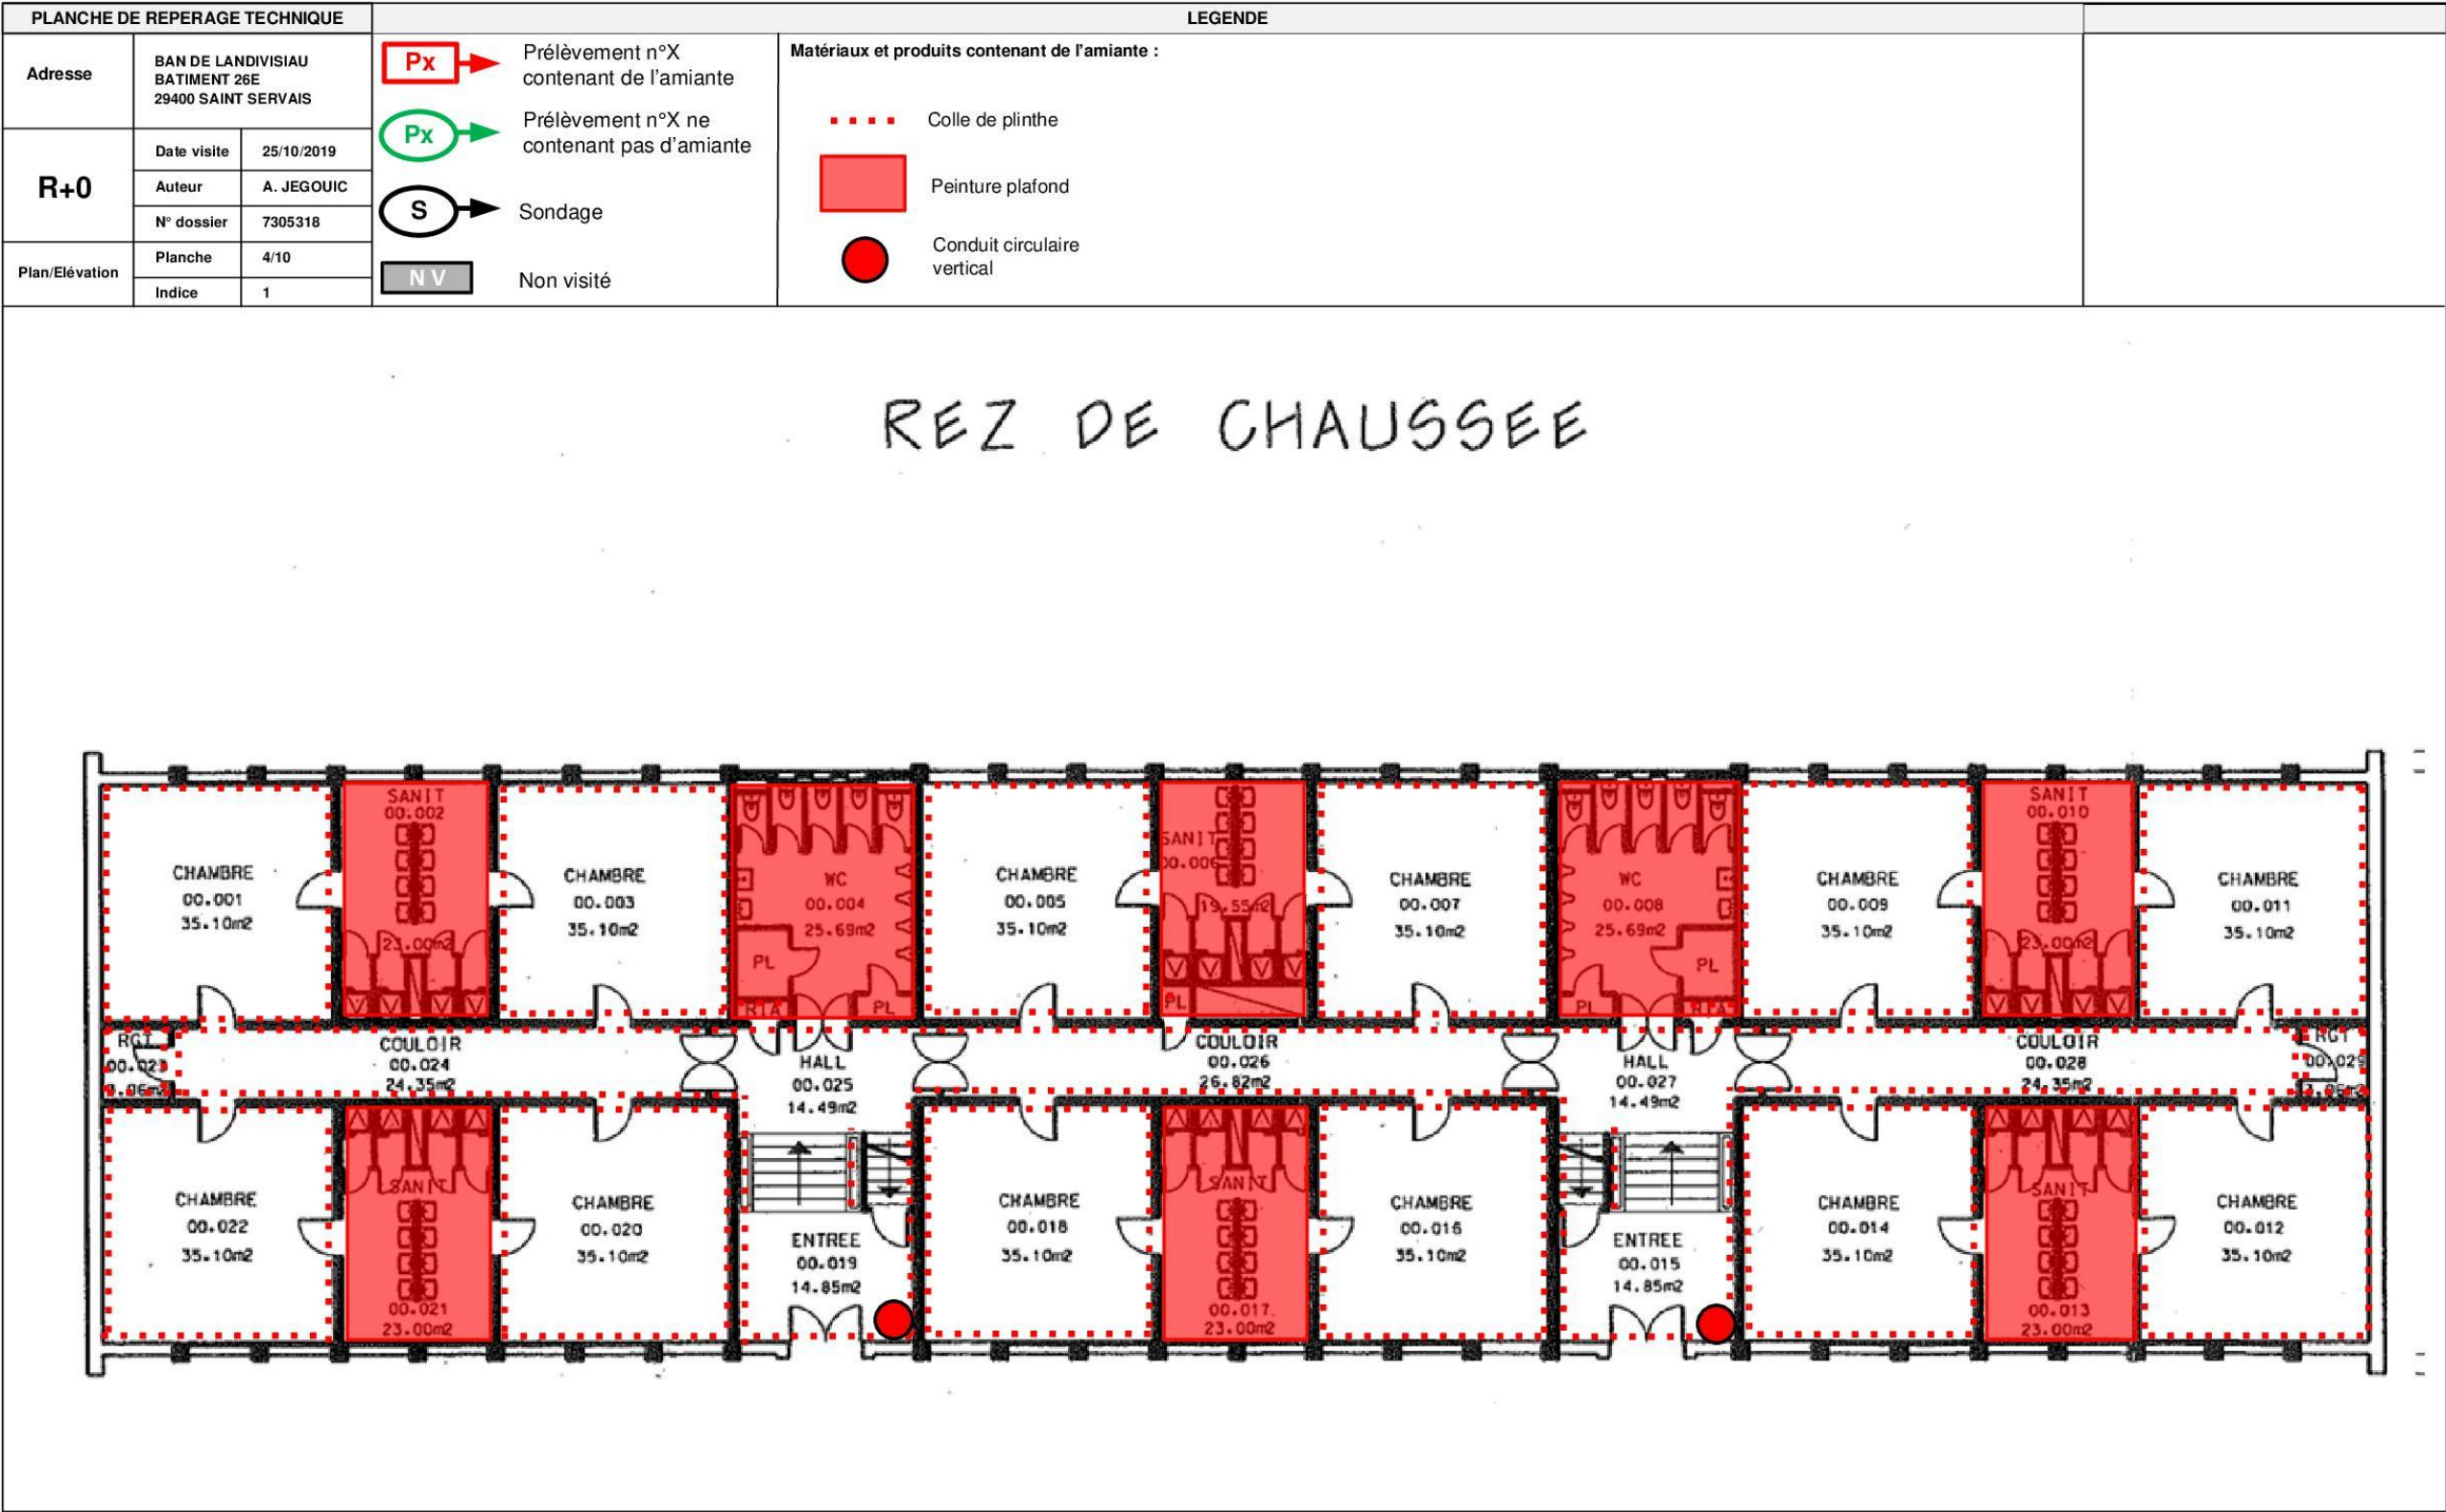 PLANCHE DE REPERAGE TECHNIQUE
LEGENDE
Adresse
BAN DE LANDIVISIAU
BATIMENT 26E
29400 SAINT SERVAIS
R+0
Date visite 25/10/2019
Auteur A. JEGOUIC
N° dossier 7305318
Plan/Elévation
Planche 4/10
Indice 1
Px
Prélèvement n°X
contenant de l'amiante
Px
Prélèvement n°X ne
contenant pas d'amiante
S
Sondage
N V
Non visité
Matériaux et produits contenant de l'amiante :
Colle de plinthe
Peinture plafond
Conduit circulaire
vertical
REZ DE CHAUSSEE
CHAMBRE
00.001
35.10m2
SANIT
00.002
23.00m2
CHAMBRE
00.003
35.10m2
WC
00.004
25.69m2
PL
RIA
PL
CHAMBRE
00.005
35.10m2
SANIT
00.006
19.55m2
PL
CHAMBRE
00.007
35.10m2
WC
00.008
25.69m2
PL
PL
RIA
CHAMBRE
00.009
35.10m2
SANIT
00.010
23.00m2
CHAMBRE
00.011
35.10m2
RGT
00.023
COULOIR
00.024
24.35m2
HALL
00.025
14.49m2
COULOIR
00.026
26.82m2
HALL
00.027
14.49m2
COULOIR
00.028
24.35m2
RGT
00.029
CHAMBRE
00.022
35.10m2
SANIT
00.021
23.00m2
CHAMBRE
00.020
35.10m2
ENTREE
00.019
14.85m2
CHAMBRE
00.018
35.10m2
SANIT
00.017
23.00m2
CHAMBRE
00.016
35.10m2
ENTREE
00.015
14.85m2
CHAMBRE
00.014
35.10m2
SANIT
00.013
23.00m2
CHAMBRE
00.012
35.10m2